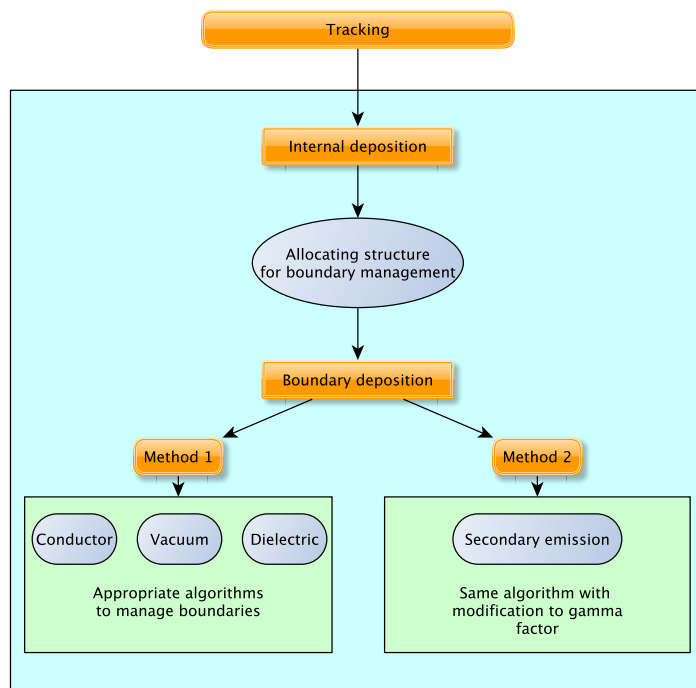 Tracking
Internal deposition
Allocating structure
for boundary management
Boundary deposition
Method 1
Method 2
Conductor
Vacuum
Dielectric
Appropriate algorithms
to manage boundaries
Secondary emission
Same algorithm with
modification to gamma
factor